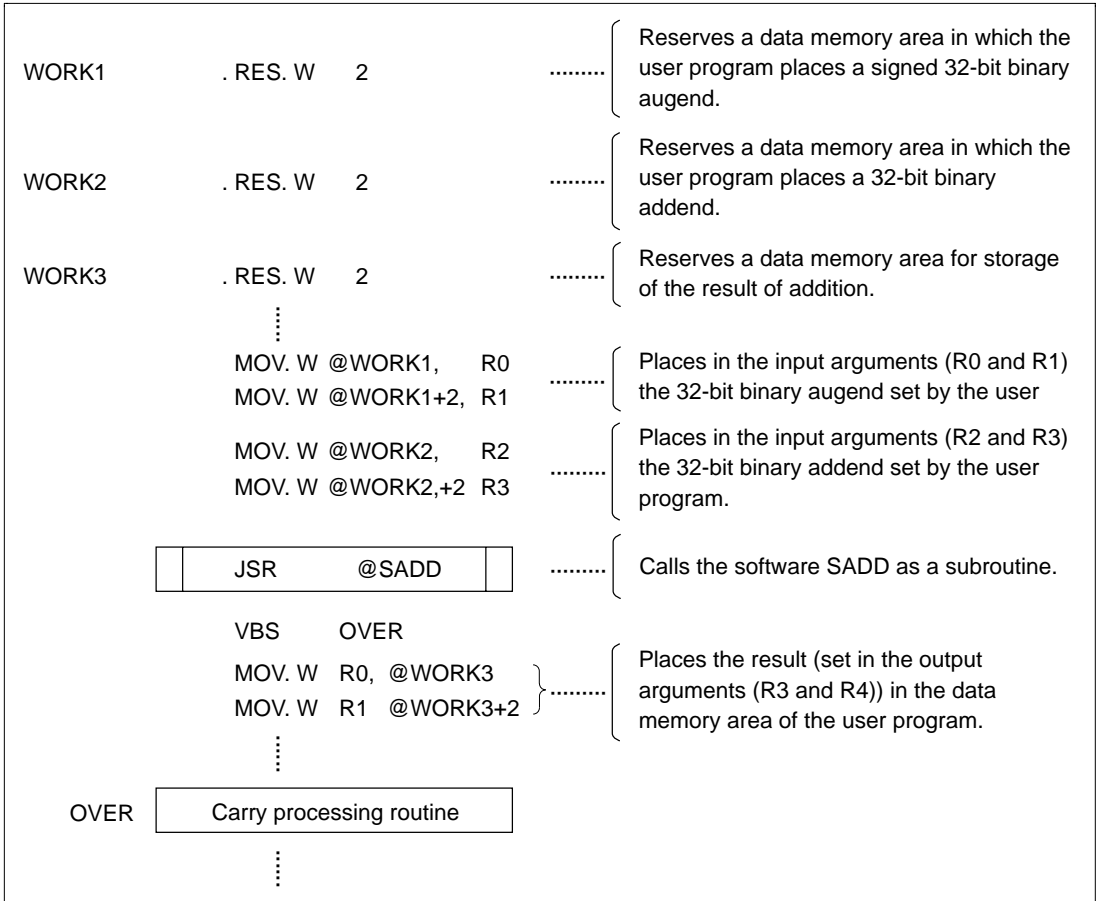 WORK1 . RES. W 2
Reserves a data memory area in which the
user program places a signed 32-bit binary
augend.
WORK2 . RES. W 2
Reserves a data memory area in which the
user program places a 32-bit binary
addend.
WORK3 . RES. W 2
Reserves a data memory area for storage
of the result of addition.
MOV. W @WORK1, R0
MOV. W @WORK1+2, R1
Places in the input arguments (R0 and R1)
the 32-bit binary augend set by the user
MOV. W @WORK2, R2
MOV. W @WORK2,+2 R3
Places in the input arguments (R2 and R3)
the 32-bit binary addend set by the user
program.
JSR @SADD
Calls the software SADD as a subroutine.
VBS OVER
MOV. W R0, @WORK3
MOV. W R1 @WORK3+2
Places the result (set in the output
arguments (R3 and R4)) in the data
memory area of the user program.
OVER Carry processing routine